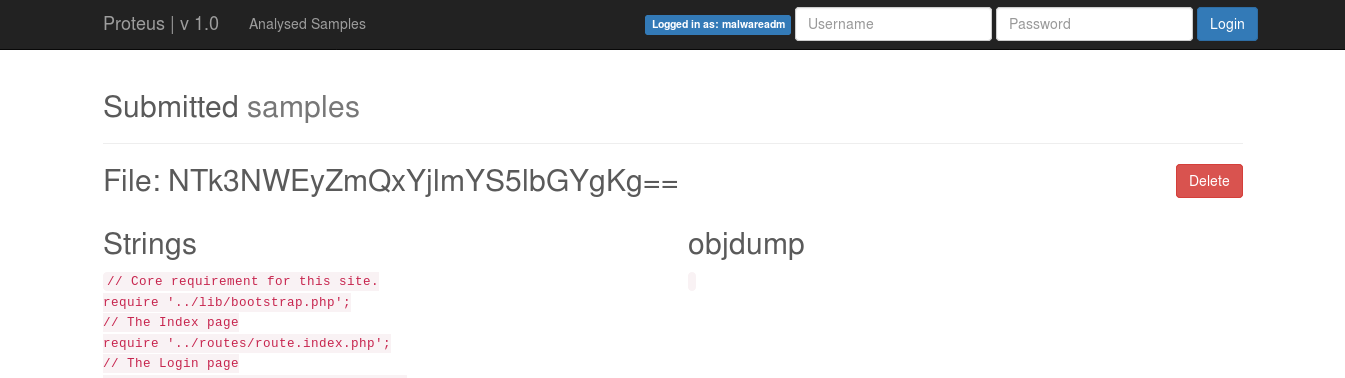 Proteus | v 1.0 Analysed Samples Logged in as: malwareadm Username Password Login
Submitted samples
File: NTk3NWEyZmQxYjlmYS5lbGYgKg== Delete
Strings objdump
// Core requirement for this site.
require '../lib/bootstrap.php';
// The Index page
require '../routes/route.index.php';
// The Login page